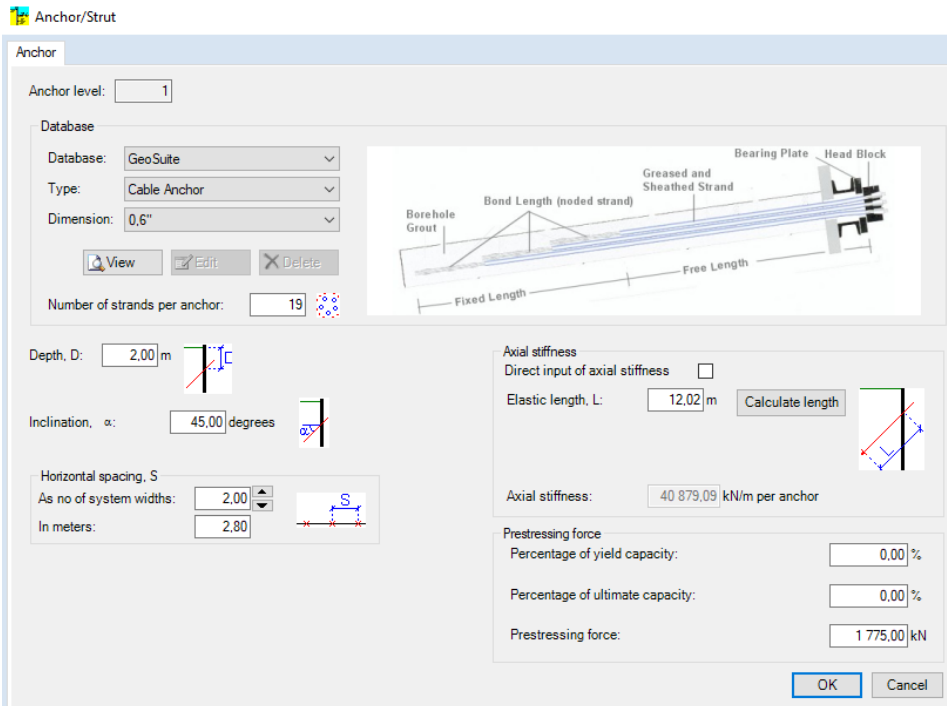 Anchor/Strut
Anchor
Anchor level: 1
Database
Database: GeoSuite
Type: Cable Anchor
Dimension: 0,6"
View Edit Delete
Number of strands per anchor: 19
Bearing Plate Head Block
Greased and
Sheathed Strand
Bond Length (noded strand)
Borehole
Grout
Free Length
Fixed Length
Depth, D: 2,00 m
D
Inclination, α: 45,00 degrees
α
Horizontal spacing, S
As no of system widths: 2,00
S
In meters: 2,80
Axial stiffness
Direct input of axial stiffness
Elastic length, L: 12,02 m Calculate length
L
Axial stiffness: 40 879,09 kN/m per anchor
Prestressing force
Percentage of yield capacity: 0,00 %
Percentage of ultimate capacity: 0,00 %
Prestressing force: 1 775,00 kN
OK Cancel